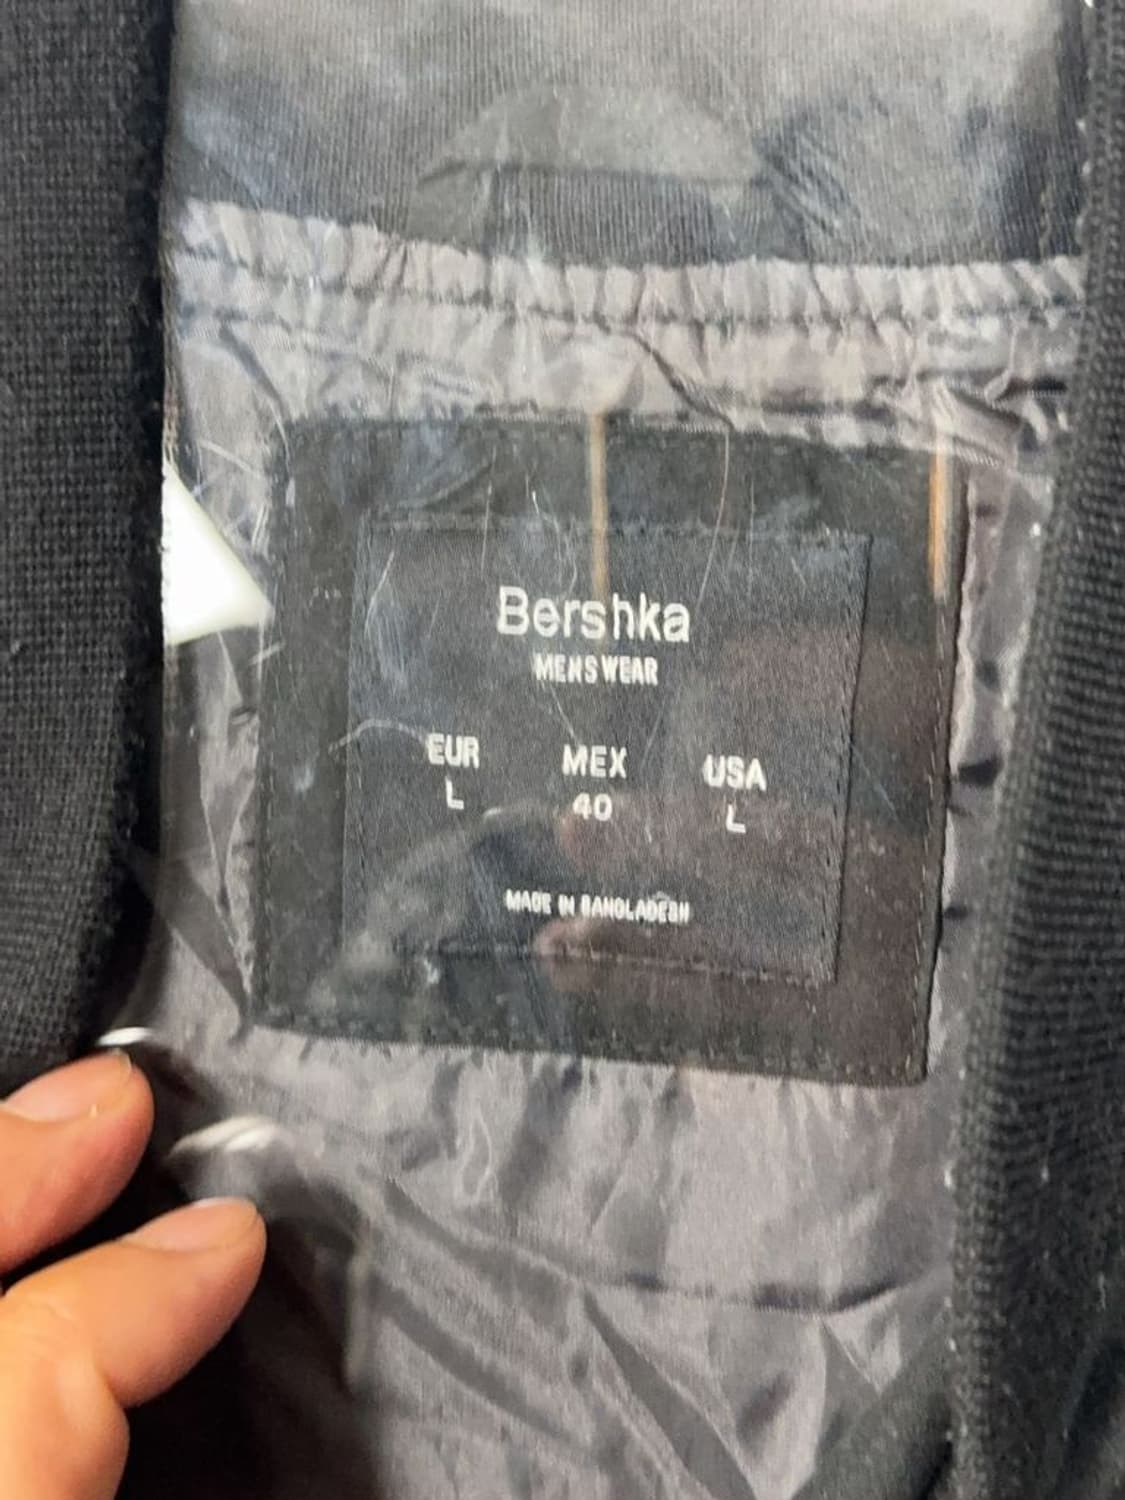 Bershka
MENSWEAR
EUR MEX USA
L 40 L
MADE IN BANGLADESH